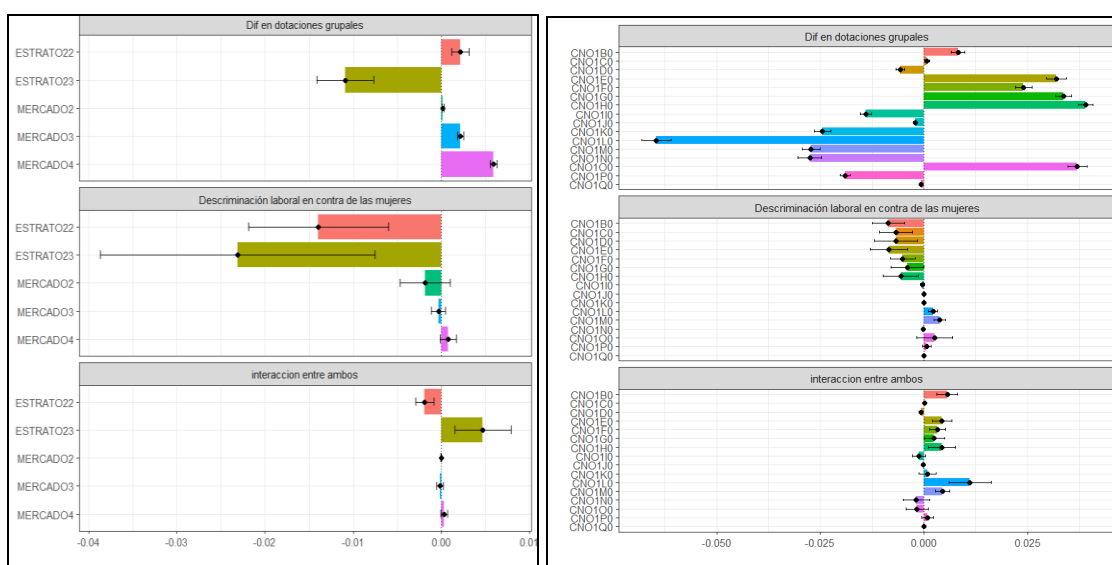 Dif en dotaciones grupales
ESTRATO22
ESTRATO23
MERCADO2
MERCADO3
MERCADO4
Descriminación laboral en contra de las mujeres
ESTRATO22
ESTRATO23
MERCADO2
MERCADO3
MERCADO4
interaccion entre ambos
ESTRATO22
ESTRATO23
MERCADO2
MERCADO3
MERCADO4
-0.04 -0.03 -0.02 -0.01 0.00 0.01
Dif en dotaciones grupales
CNO1B0
CNO1C0
CNO1D0
CNO1E0
CNO1F0
CNO1G0
CNO1H0
CNO1I0
CNO1J0
CNO1K0
CNO1L0
CNO1M0
CNO1N0
CNO1O0
CNO1P0
CNO1Q0
Descriminación laboral en contra de las mujeres
CNO1B0
CNO1C0
CNO1D0
CNO1E0
CNO1F0
CNO1G0
CNO1H0
CNO1I0
CNO1J0
CNO1K0
CNO1L0
CNO1M0
CNO1N0
CNO1O0
CNO1P0
CNO1Q0
interaccion entre ambos
CNO1B0
CNO1C0
CNO1D0
CNO1E0
CNO1F0
CNO1G0
CNO1H0
CNO1I0
CNO1J0
CNO1K0
CNO1L0
CNO1M0
CNO1N0
CNO1O0
CNO1P0
CNO1Q0
-0.050 -0.025 0.000 0.025